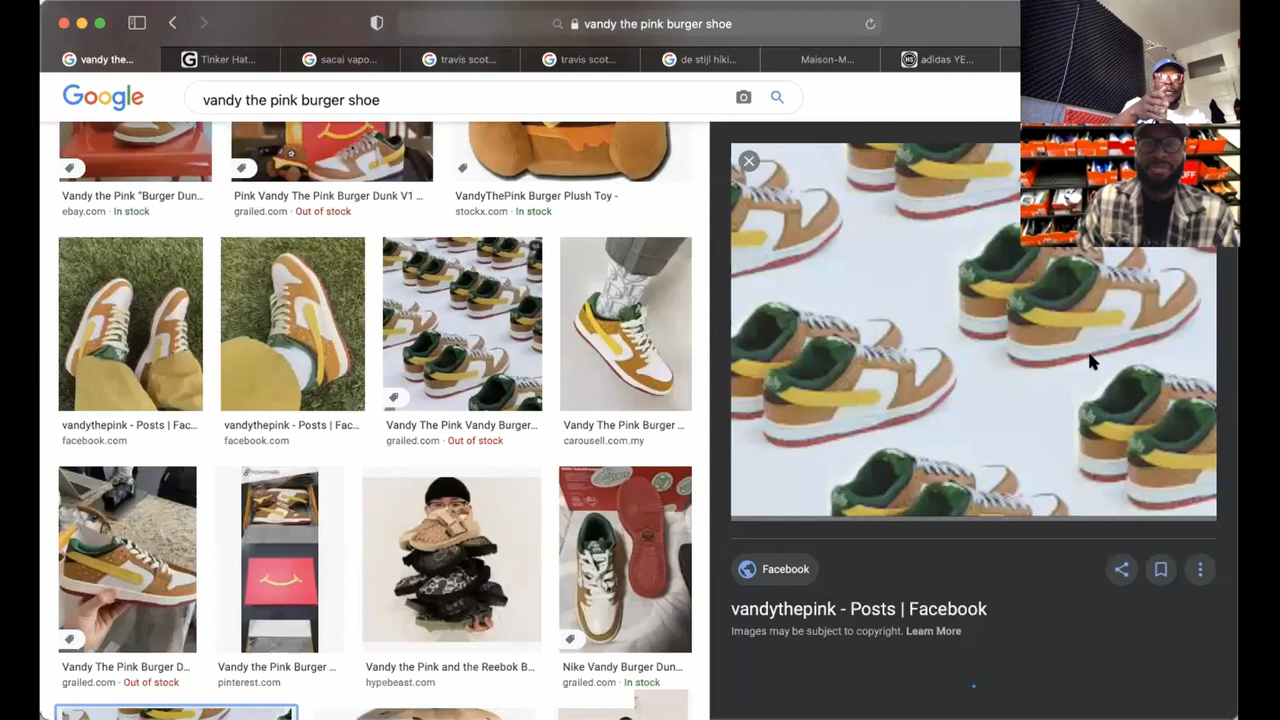 vandy the pink burger shoe
vandy the...
Tinker Hat...
sacai vapo...
travis scot...
travis scot...
de stijl hiki...
Maison-M...
HS
adidas YE...
Google
vandy the pink burger shoe
Vandy the Pink "Burger Dun...
ebay.com · In stock
Pink Vandy The Pink Burger Dunk V1 ...
grailed.com · Out of stock
VandyThePink Burger Plush Toy -
stockx.com · In stock
vandythepink - Posts | Fac...
facebook.com
vandythepink - Posts | Fac...
facebook.com
Vandy The Pink Vandy Burger...
grailed.com · Out of stock
Vandy The Pink Burger ...
carousell.com.my
Vandy The Pink Burger D...
grailed.com · Out of stock
Vandy the Pink Burger ...
pinterest.com
Vandy the Pink and the Reebok B...
hypebeast.com
Nike Vandy Burger Dun...
grailed.com · In stock
OFF
Facebook
vandythepink - Posts | Facebook
Images may be subject to copyright. Learn More